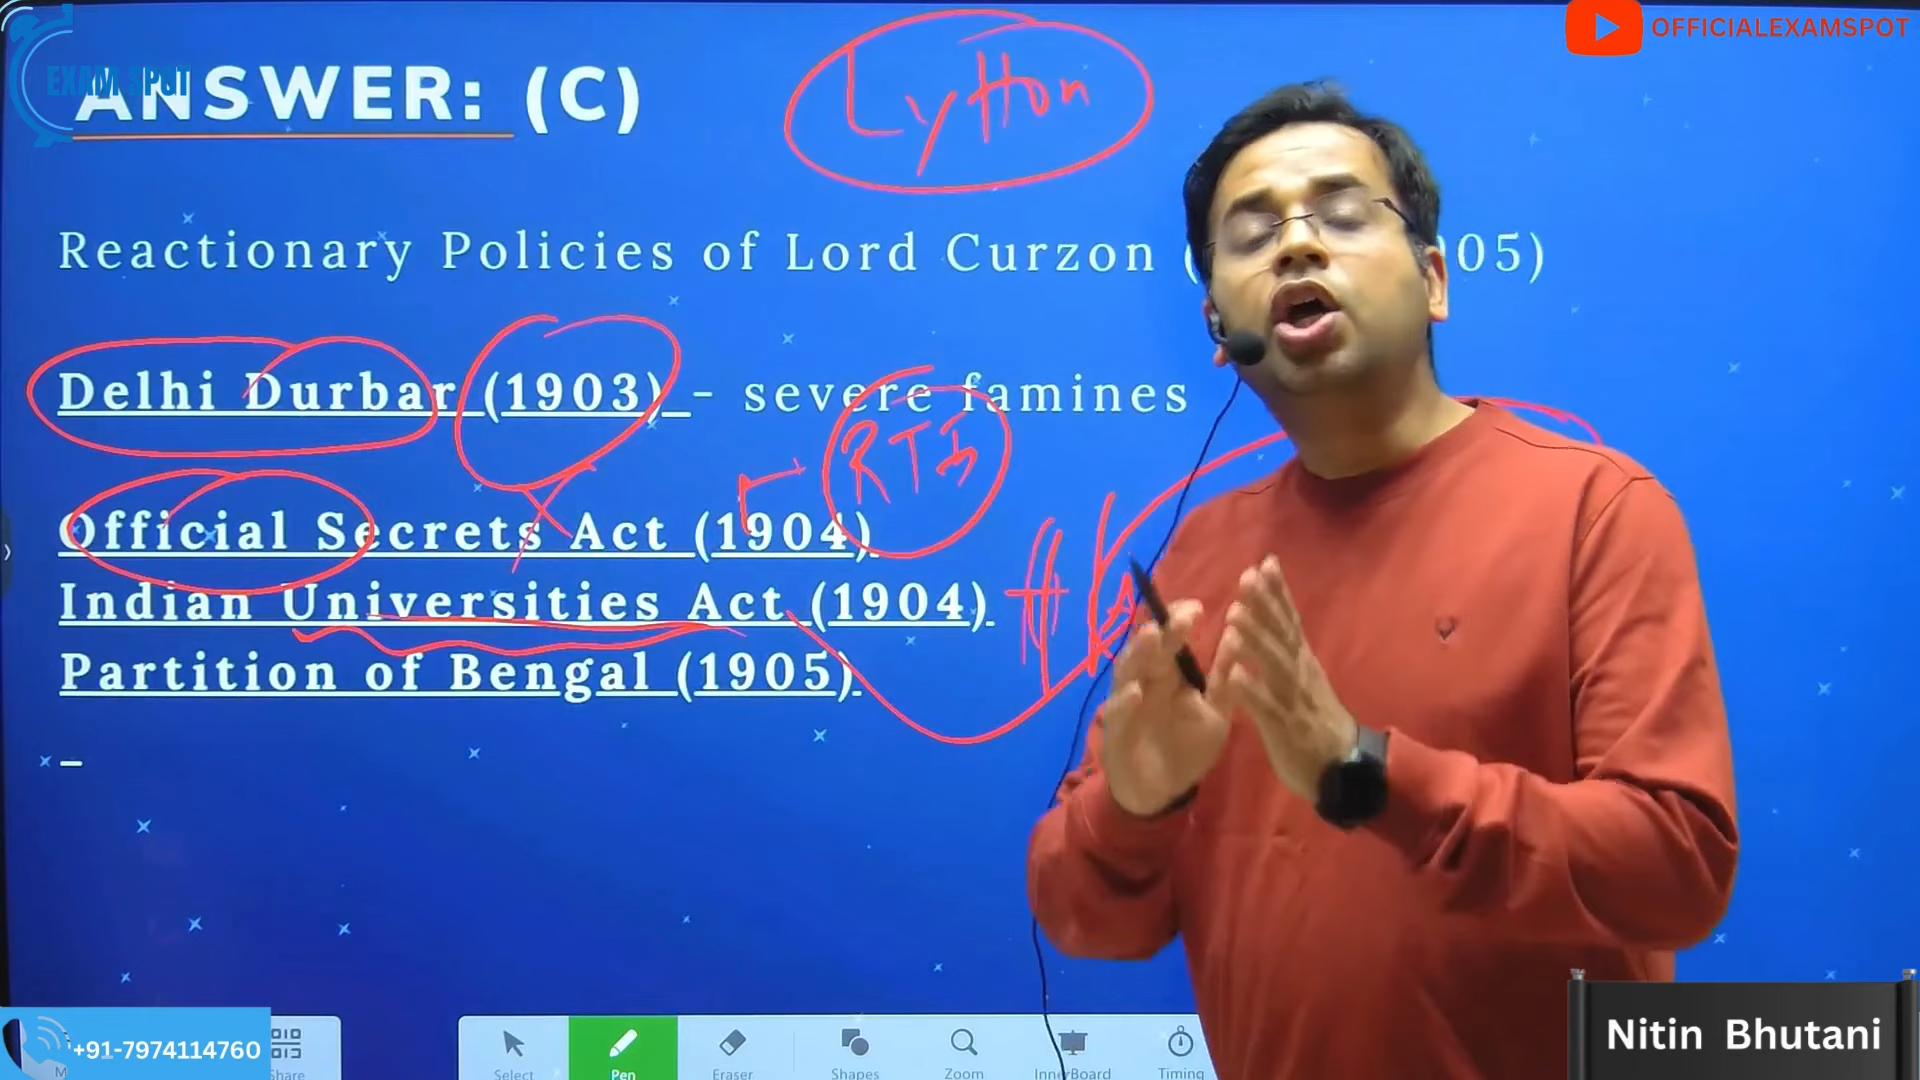 EXAM SPOT
OFFICIALEXAMSPOT
ANSWER: (C)
Lytton
Reactionary Policies of Lord Curzon ( 05)
Delhi Durbar (1903) - severe famines
RTI
Official Secrets Act (1904)
Indian Universities Act (1904)
Partition of Bengal (1905)
–
+91-7974114760
Share
Select
Pen
Eraser
Shapes
Zoom
InnerBoard
Timing
Nitin Bhutani